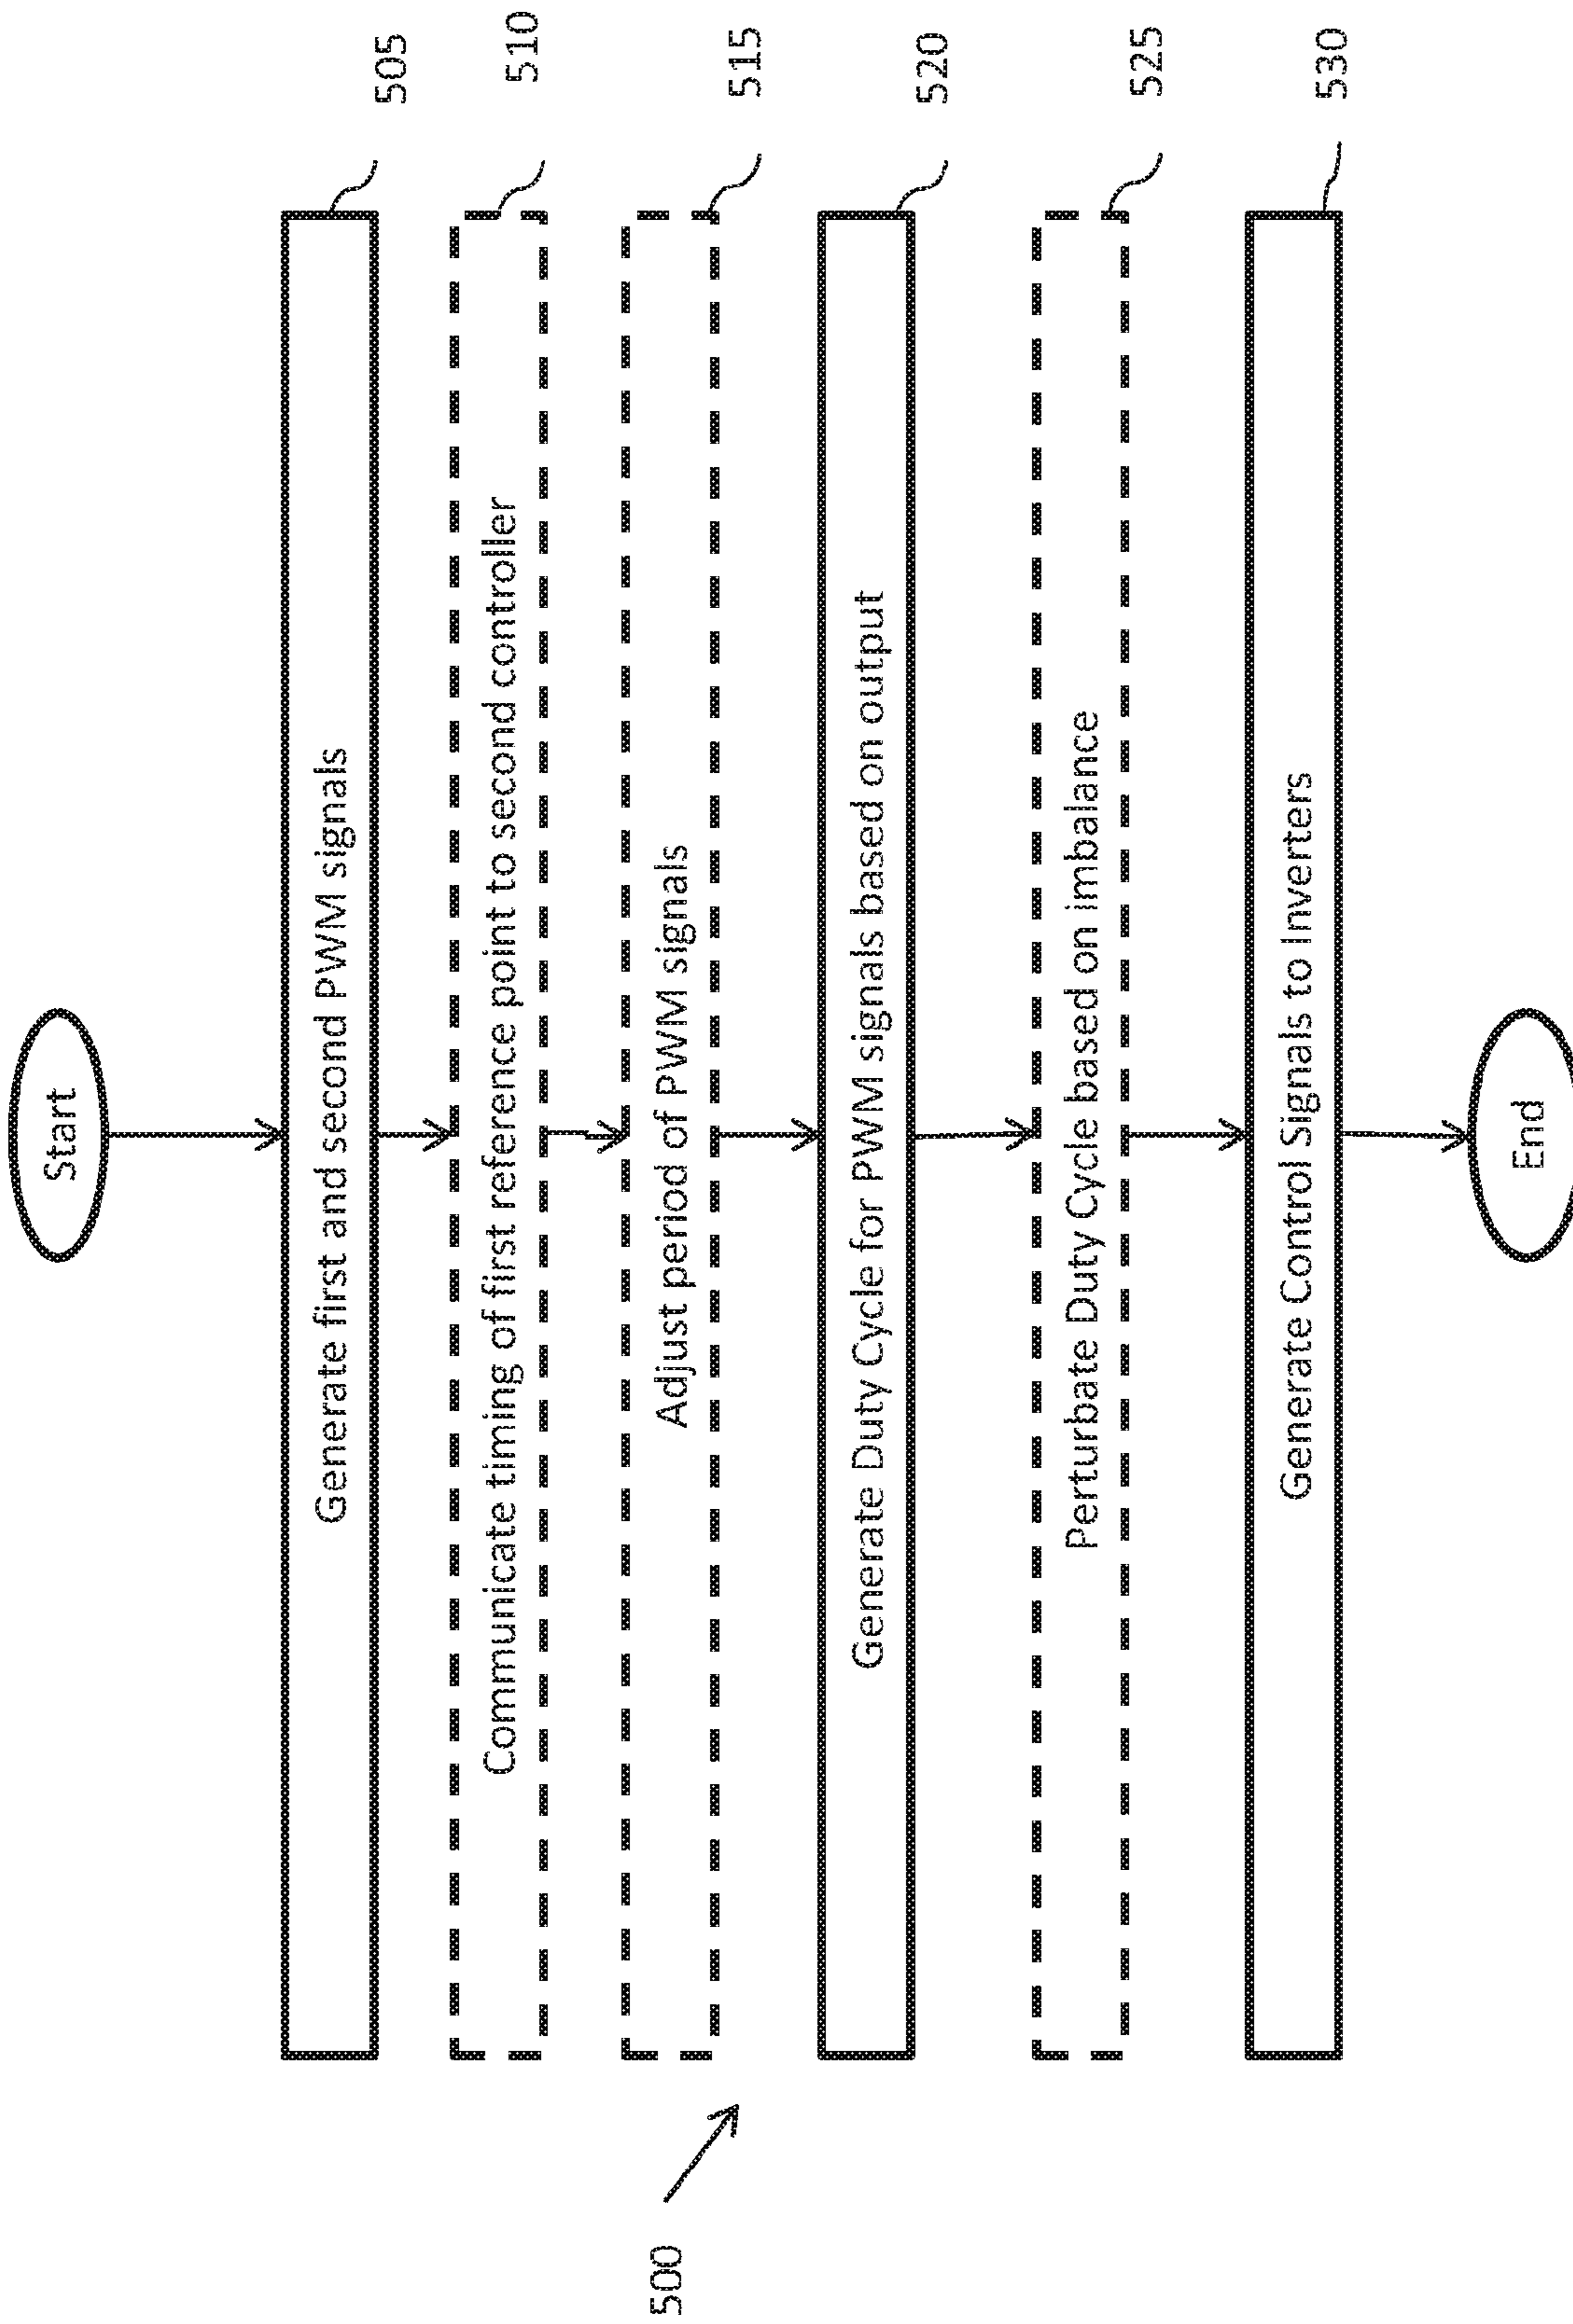 Start
Generate first and second PWM signals
505
Communicate timing of first reference point to second controller
510
Adjust period of PWM signals
515
Generate Duty Cycle for PWM signals based on output
520
Perturbate Duty Cycle based on imbalance
525
Generate Control Signals to Inverters
530
End
500